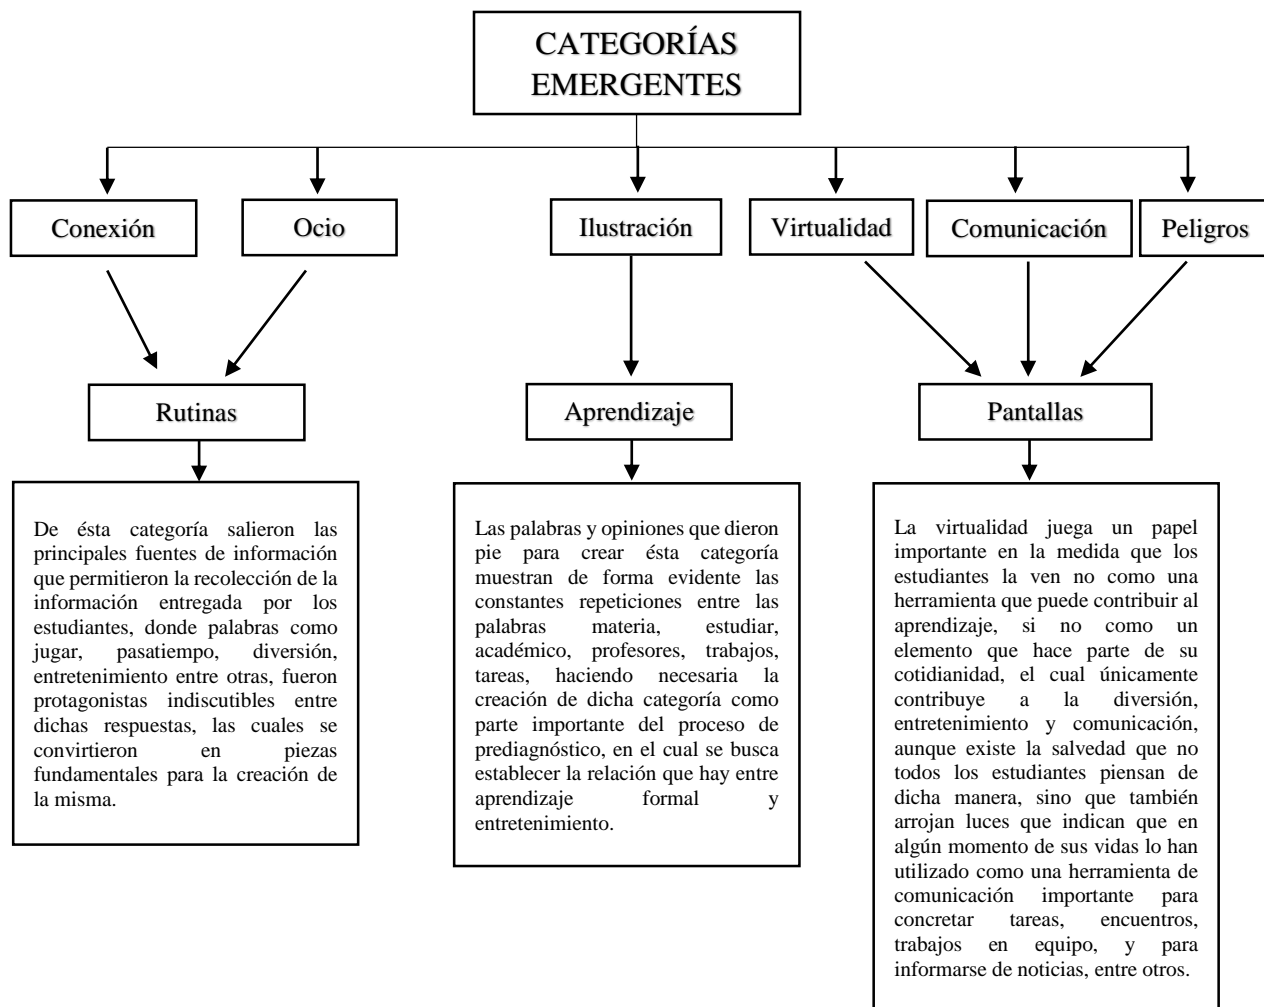 CATEGORÍAS
EMERGENTES
Conexión
Ocio
Ilustración
Virtualidad
Comunicación
Peligros
Rutinas
Aprendizaje
Pantallas
De ésta categoría salieron las
principales fuentes de información
que permitieron la recolección de la
información entregada por los
estudiantes, donde palabras como
jugar, pasatiempo, diversión,
entretenimiento entre otras, fueron
protagonistas indiscutibles entre
dichas respuestas, las cuales se
convirtieron en piezas
fundamentales para la creación de
la misma.
Las palabras y opiniones que dieron
pie para crear ésta categoría
muestran de forma evidente las
constantes repeticiones entre las
palabras materia, estudiar,
académico, profesores, trabajos,
tareas, haciendo necesaria la
creación de dicha categoría como
parte importante del proceso de
prediagnóstico, en el cual se busca
establecer la relación que hay entre
aprendizaje formal y
entretenimiento.
La virtualidad juega un papel
importante en la medida que los
estudiantes la ven no como una
herramienta que puede contribuir al
aprendizaje, si no como un
elemento que hace parte de su
cotidianidad, el cual únicamente
contribuye a la diversión,
entretenimiento y comunicación,
aunque existe la salvedad que no
todos los estudiantes piensan de
dicha manera, sino que también
arrojan luces que indican que en
algún momento de sus vidas lo han
utilizado como una herramienta de
comunicación importante para
concretar tareas, encuentros,
trabajos en equipo, y para
informarse de noticias, entre otros.